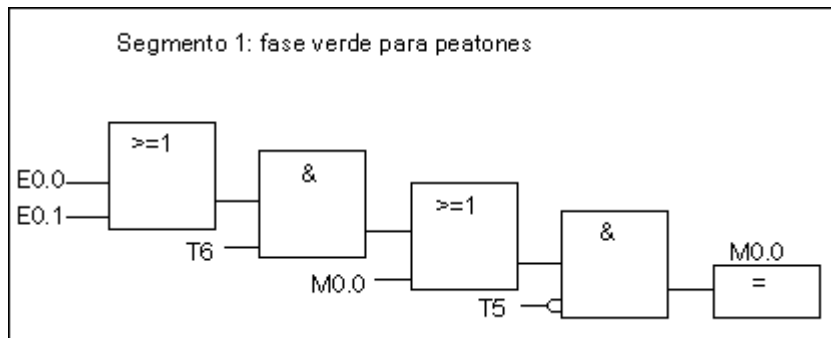 Segmento 1: fase verde para peatones
>=1
E0.0
E0.1
&
T6
>=1
M0.0
&
T5
M0.0
=